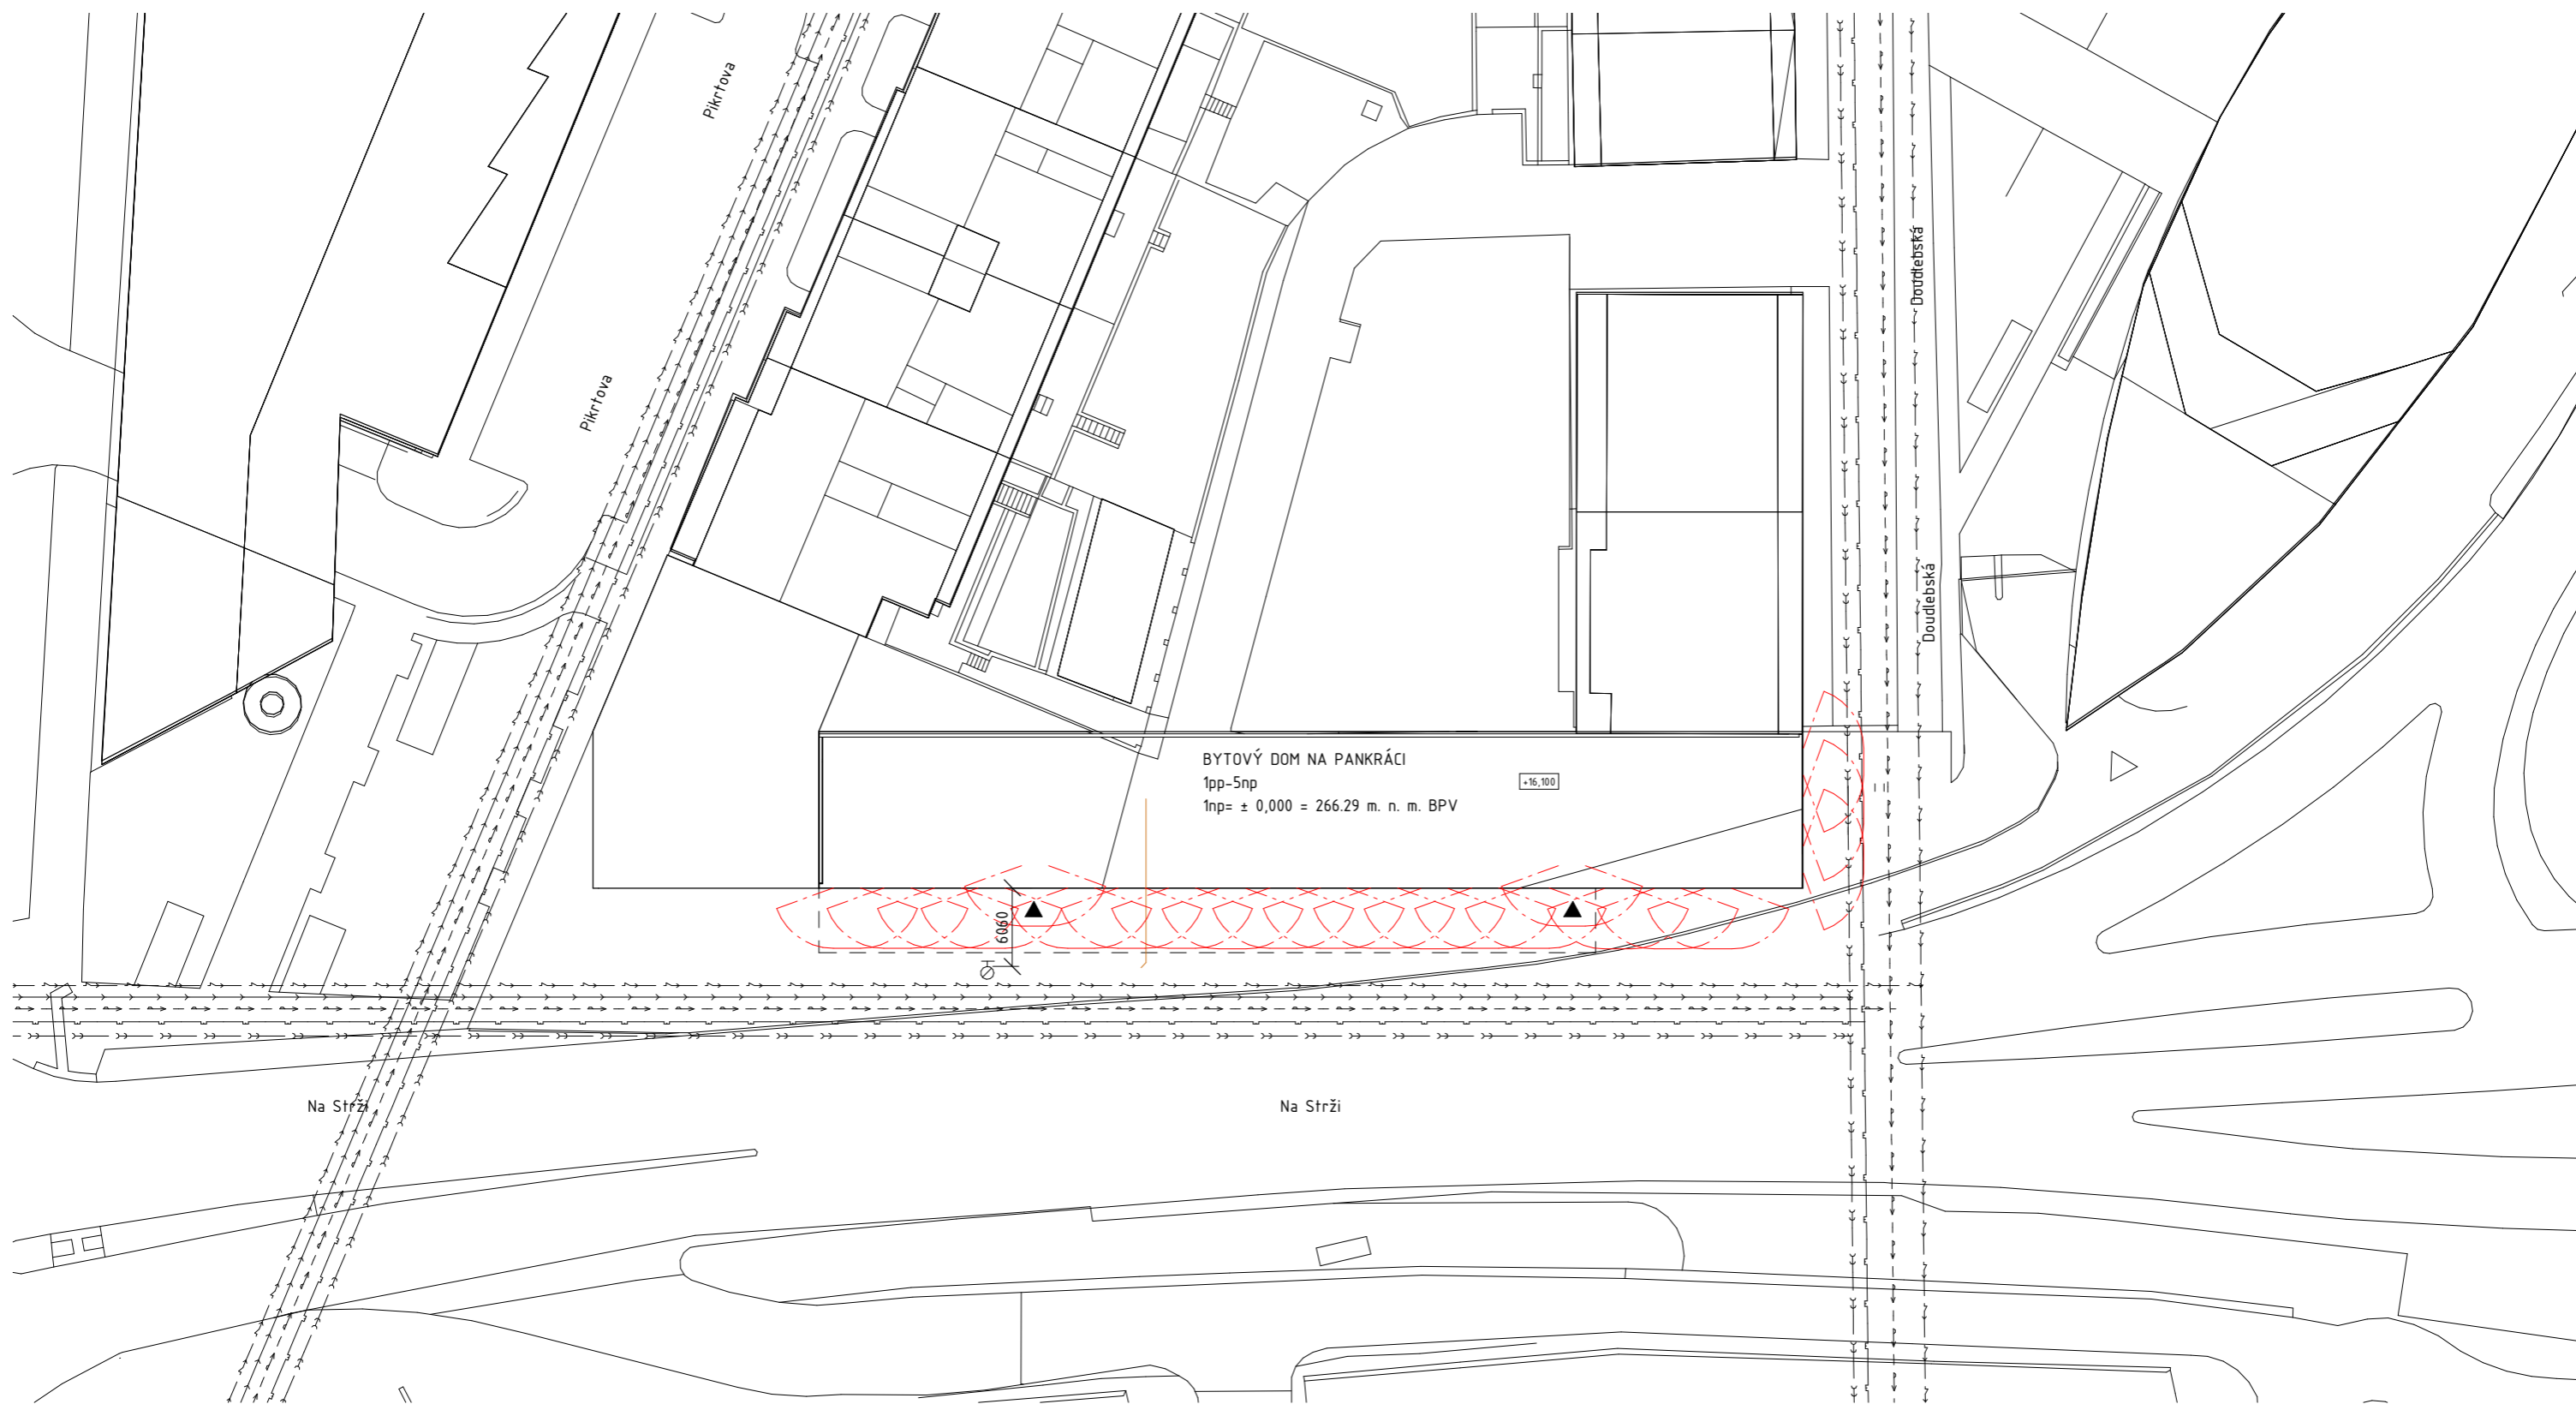 Pikrtova
Pikrtova
Doudlebská
Doudlebská
BYTOVÝ DOM NA PANKRÁCI
1pp-5np
1np= ± 0,000 = 266.29 m. n. m. BPV
+16,100
6060
Na Strži
Na Strži